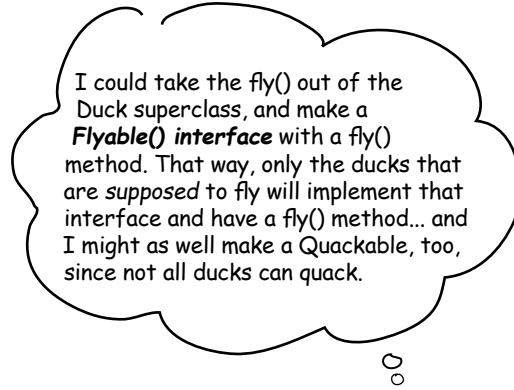 I could take the fly() out of the
Duck superclass, and make a
Flyable() interface with a fly()
method. That way, only the ducks that
are supposed to fly will implement that
interface and have a fly() method... and
I might as well make a Quackable, too,
since not all ducks can quack.